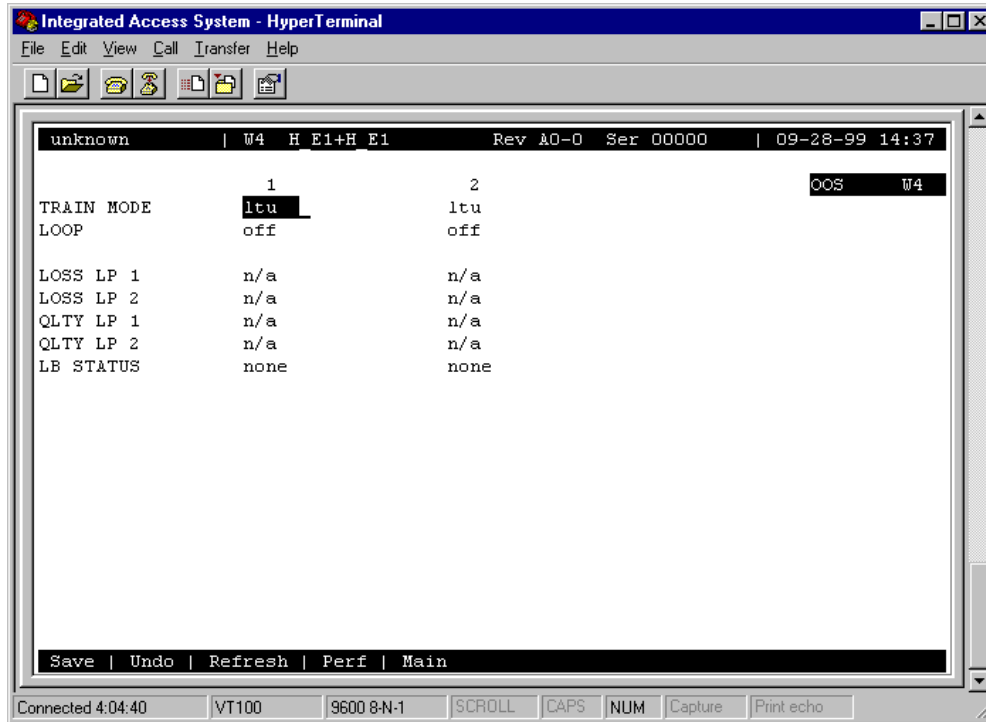 Integrated Access System - HyperTerminal
File Edit View Call Transfer Help
unknown | W4 H_E1+H_E1 Rev A0-0 Ser 00000 | 09-28-99 14:37
1 2 OOS W4
TRAIN MODE ltu ltu
LOOP off off
LOSS LP 1 n/a n/a
LOSS LP 2 n/a n/a
QLTY LP 1 n/a n/a
QLTY LP 2 n/a n/a
LB STATUS none none
Save | Undo | Refresh | Perf | Main
Connected 4:04:40 VT100 9600 8-N-1 SCROLL CAPS NUM Capture Print echo